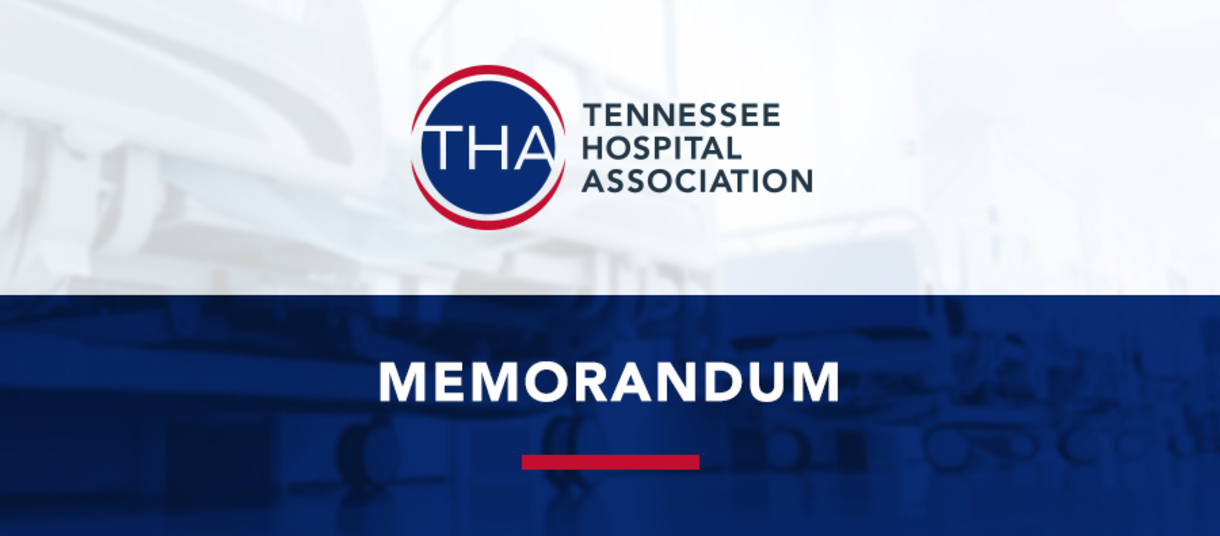 THA
TENNESSEE
HOSPITAL
ASSOCIATION
MEMORANDUM